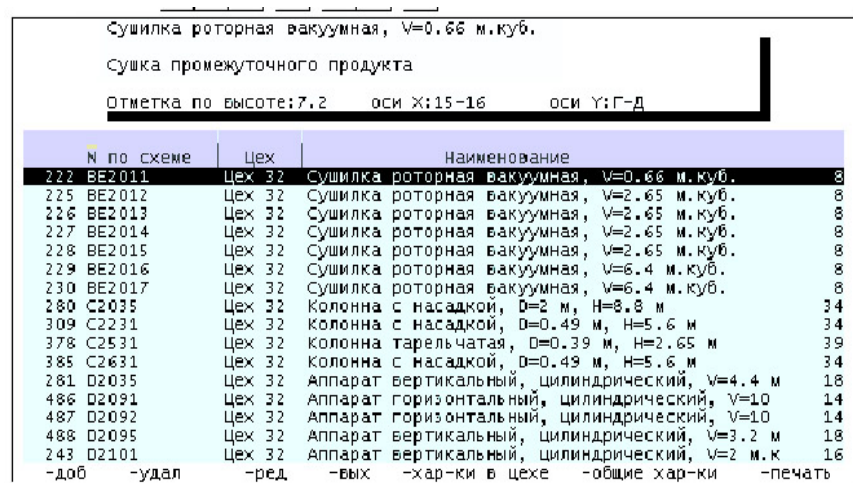 Сушилка роторная вакуумная, V=0.66 м.куб.
Сушка промежуточного продукта
Отметка по высоте:7.2 оси X:15-16 оси Y:Г-Д
N по схеме Цех Наименование
222 BE2011 Цех 32 Сушилка роторная вакуумная, V=0.66 м.куб. 8
225 BE2012 Цех 32 Сушилка роторная вакуумная, V=2.65 м.куб. 8
226 BE2013 Цех 32 Сушилка роторная вакуумная, V=2.65 м.куб. 8
227 BE2014 Цех 32 Сушилка роторная вакуумная, V=2.65 м.куб. 8
228 BE2015 Цех 32 Сушилка роторная вакуумная, V=2.65 м.куб. 8
229 BE2016 Цех 32 Сушилка роторная вакуумная, V=6.4 м.куб. 8
230 BE2017 Цех 32 Сушилка роторная вакуумная, V=6.4 м.куб. 8
280 C2035 Цех 32 Колонна с насадкой, D=2 м, H=8.8 м 34
309 C2231 Цех 32 Колонна с насадкой, D=0.49 м, H=5.6 м 34
378 C2531 Цех 32 Колонна тарельчатая, D=0.39 м, H=2.65 м 39
385 C2631 Цех 32 Колонна с насадкой, D=0.49 м, H=5.6 м 34
281 D2035 Цех 32 Аппарат вертикальный, цилиндрический, V=4.4 м 18
486 D2091 Цех 32 Аппарат горизонтальный, цилиндрический, V=10 14
487 D2092 Цех 32 Аппарат горизонтальный, цилиндрический, V=10 14
488 D2095 Цех 32 Аппарат вертикальный, цилиндрический, V=3.2 м 18
243 D2101 Цех 32 Аппарат вертикальный, цилиндрический, V=2 м.к 16
-доб -удал -ред -вых -хар-ки в цехе -общие хар-ки -печать